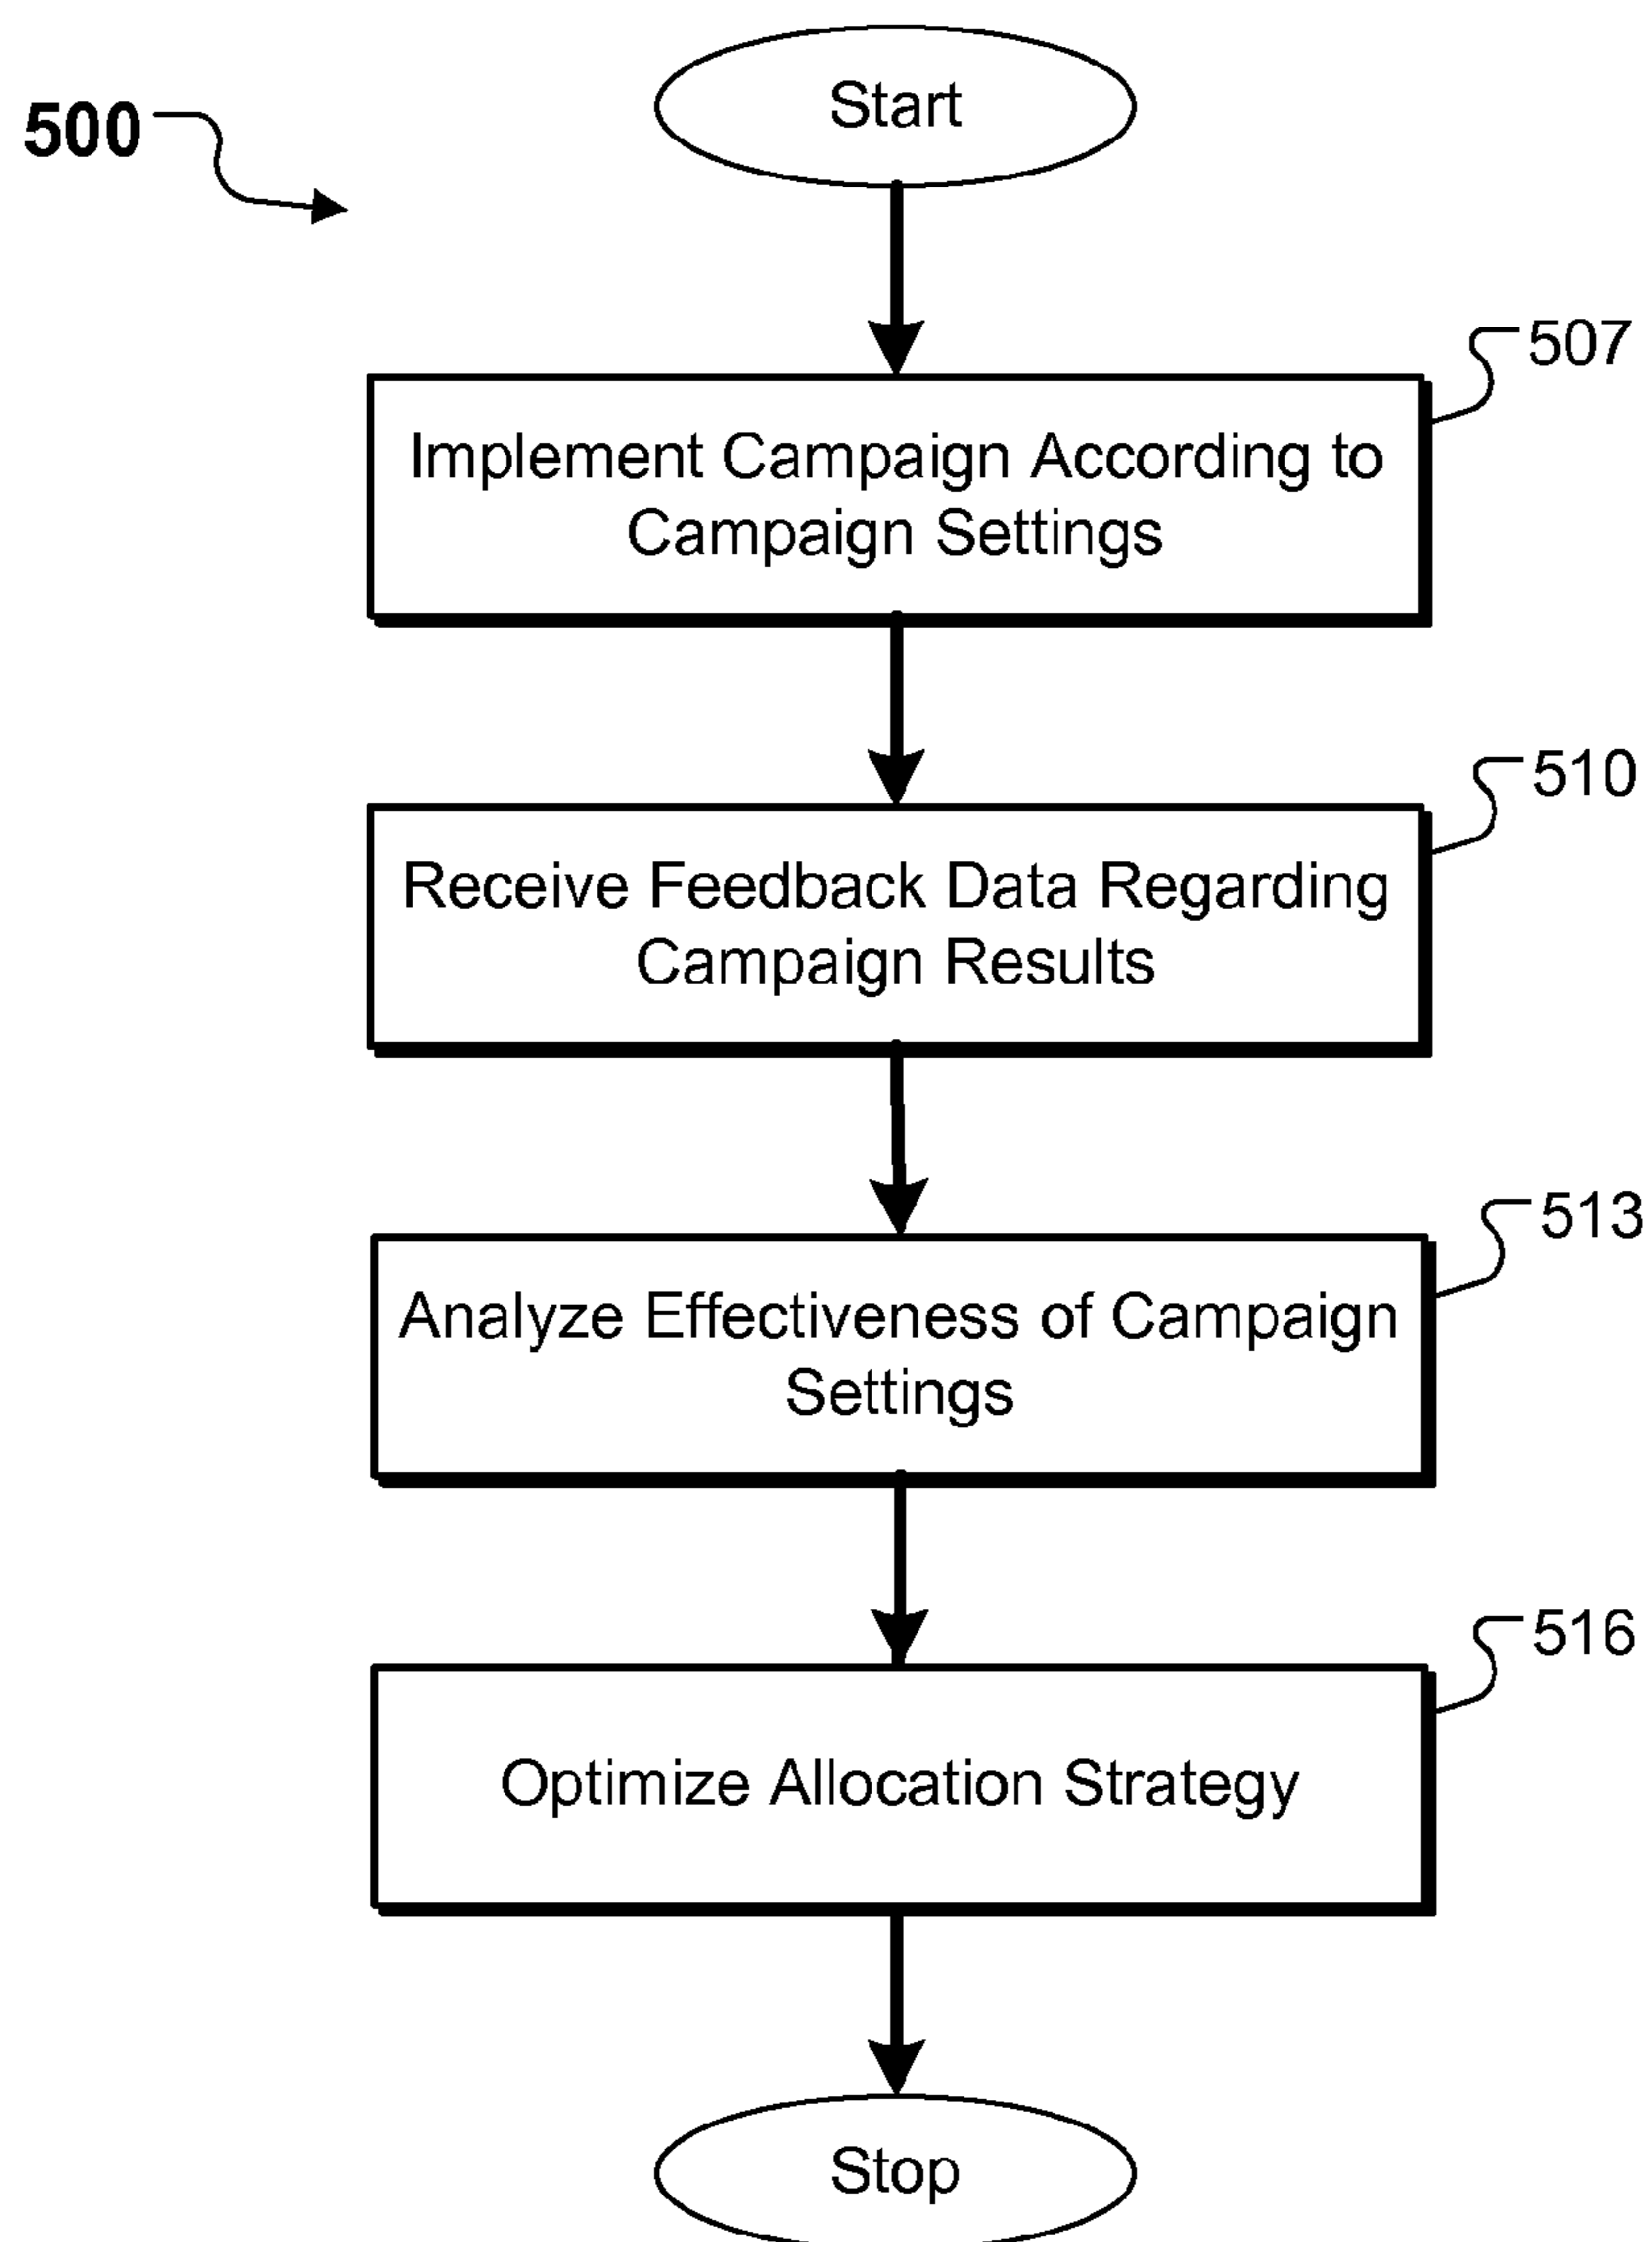 Start
500
507
Implement Campaign According to
Campaign Settings
510
Receive Feedback Data Regarding
Campaign Results
513
Analyze Effectiveness of Campaign
Settings
516
Optimize Allocation Strategy
Stop